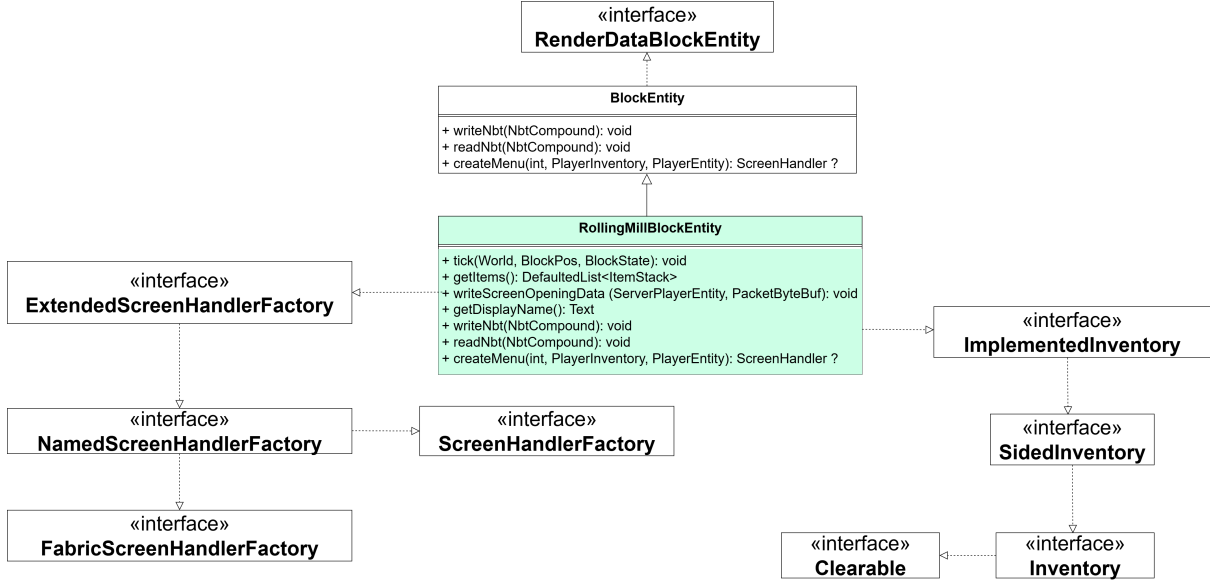 «interface»
RenderDataBlockEntity
BlockEntity
+ writeNbt(NbtCompound): void
+ readNbt(NbtCompound): void
+ createMenu(int, PlayerInventory, PlayerEntity): ScreenHandler ?
RollingMillBlockEntity
+ tick(World, BlockPos, BlockState): void
+ getItems(): DefaultedList<ItemStack>
+ writeScreenOpeningData (ServerPlayerEntity, PacketByteBuf): void
+ getDisplayName(): Text
+ writeNbt(NbtCompound): void
+ readNbt(NbtCompound): void
+ createMenu(int, PlayerInventory, PlayerEntity): ScreenHandler ?
«interface»
ExtendedScreenHandlerFactory
«interface»
ImplementedInventory
«interface»
NamedScreenHandlerFactory
«interface»
ScreenHandlerFactory
«interface»
SidedInventory
«interface»
FabricScreenHandlerFactory
«interface»
Clearable
«interface»
Inventory